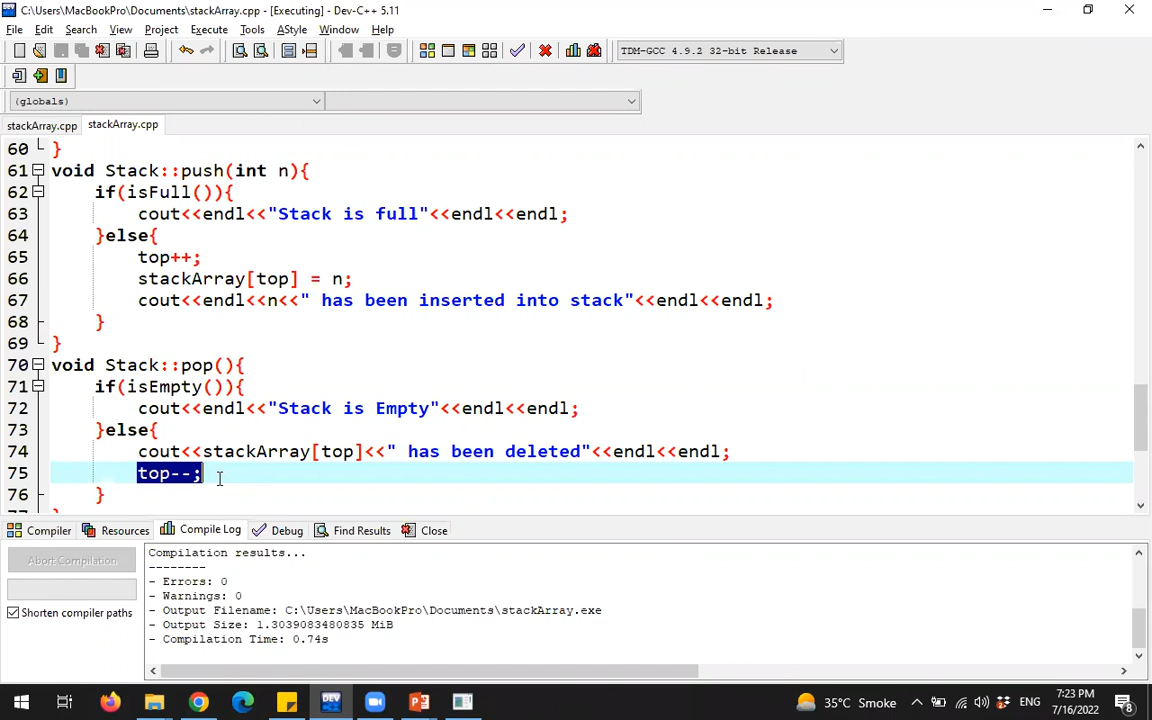 C:\Users\MacBookPro\Documents\stackArray.cpp - [Executing] - Dev-C++ 5.11
File Edit Search View Project Execute Tools AStyle Window Help
TDM-GCC 4.9.2 32-bit Release
(globals)
stackArray.cpp stackArray.cpp
60 }
61 void Stack::push(int n){
62 if(isFull()){
63 cout<<endl<<"Stack is full"<<endl<<endl;
64 }else{
65 top++;
66 stackArray[top] = n;
67 cout<<endl<<n<<" has been inserted into stack"<<endl<<endl;
68 }
69 }
70 void Stack::pop(){
71 if(isEmpty()){
72 cout<<endl<<"Stack is Empty"<<endl<<endl;
73 }else{
74 cout<<stackArray[top]<<" has been deleted"<<endl<<endl;
75 top--;
76 }
Compiler Resources Compile Log Debug Find Results Close
Abort Compilation
Shorten compiler paths
Compilation results...
--------
- Errors: 0
- Warnings: 0
- Output Filename: C:\Users\MacBookPro\Documents\stackArray.exe
- Output Size: 1.3039083480835 MiB
- Compilation Time: 0.74s
35°C Smoke ENG 7:23 PM
7/16/2022 8